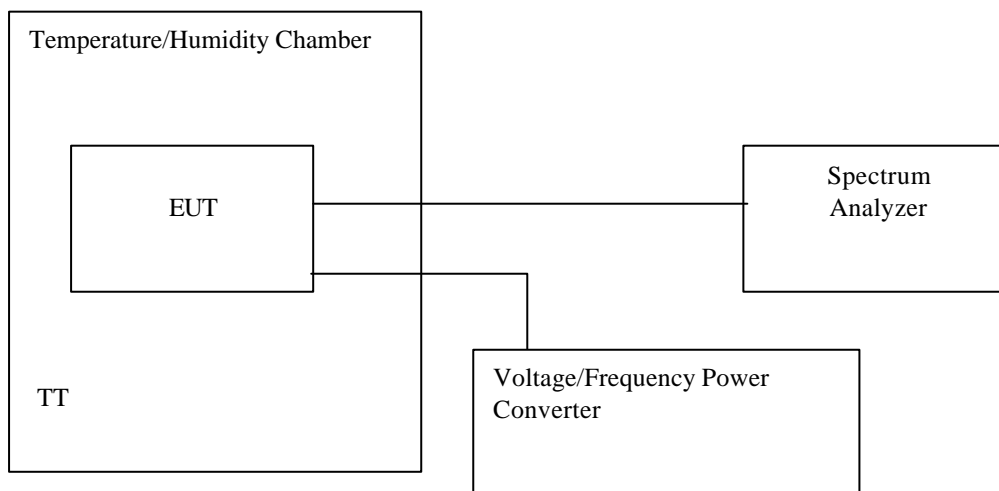 Temperature/Humidity Chamber
EUT
Spectrum
Analyzer
TT
Voltage/Frequency Power
Converter